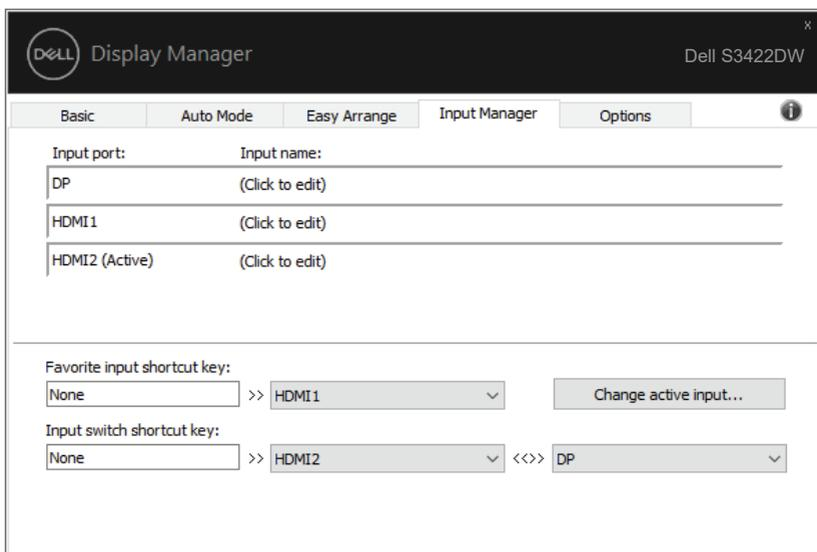 x
DELL Display Manager
Dell S3422DW
Basic Auto Mode Easy Arrange Input Manager Options i
Input port: Input name:
DP (Click to edit)
HDMI1 (Click to edit)
HDMI2 (Active) (Click to edit)
Favorite input shortcut key:
None >> HDMI1 Change active input...
Input switch shortcut key:
None >> HDMI2 <<>> DP